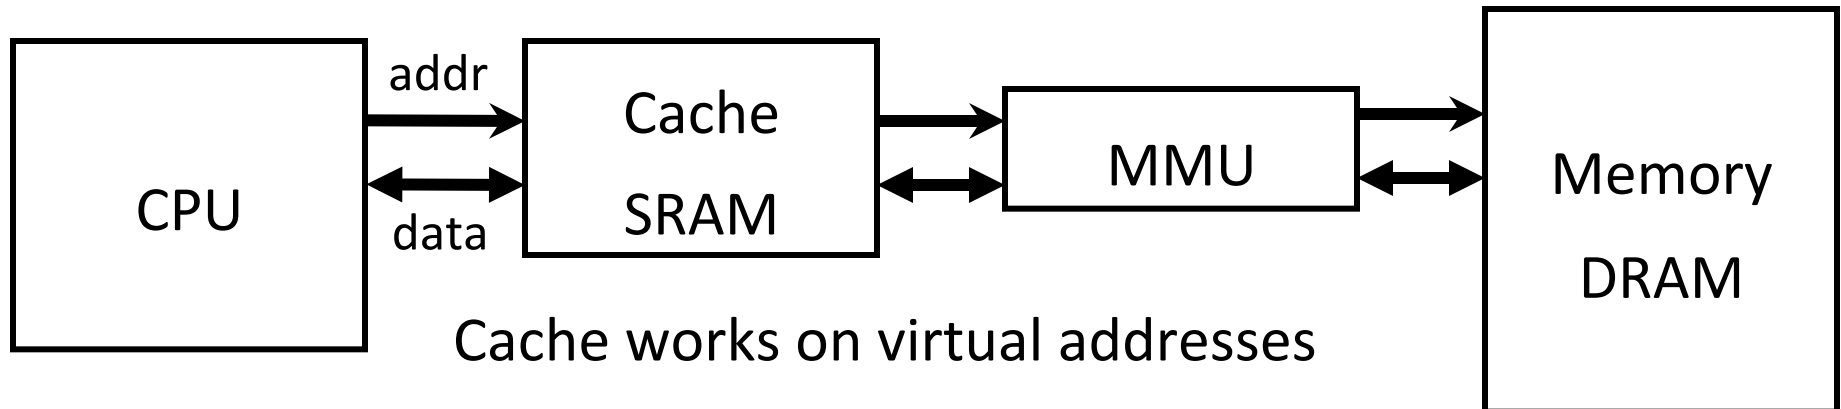 CPU
addr
data
Cache
SRAM
MMU
Memory
DRAM
Cache works on virtual addresses